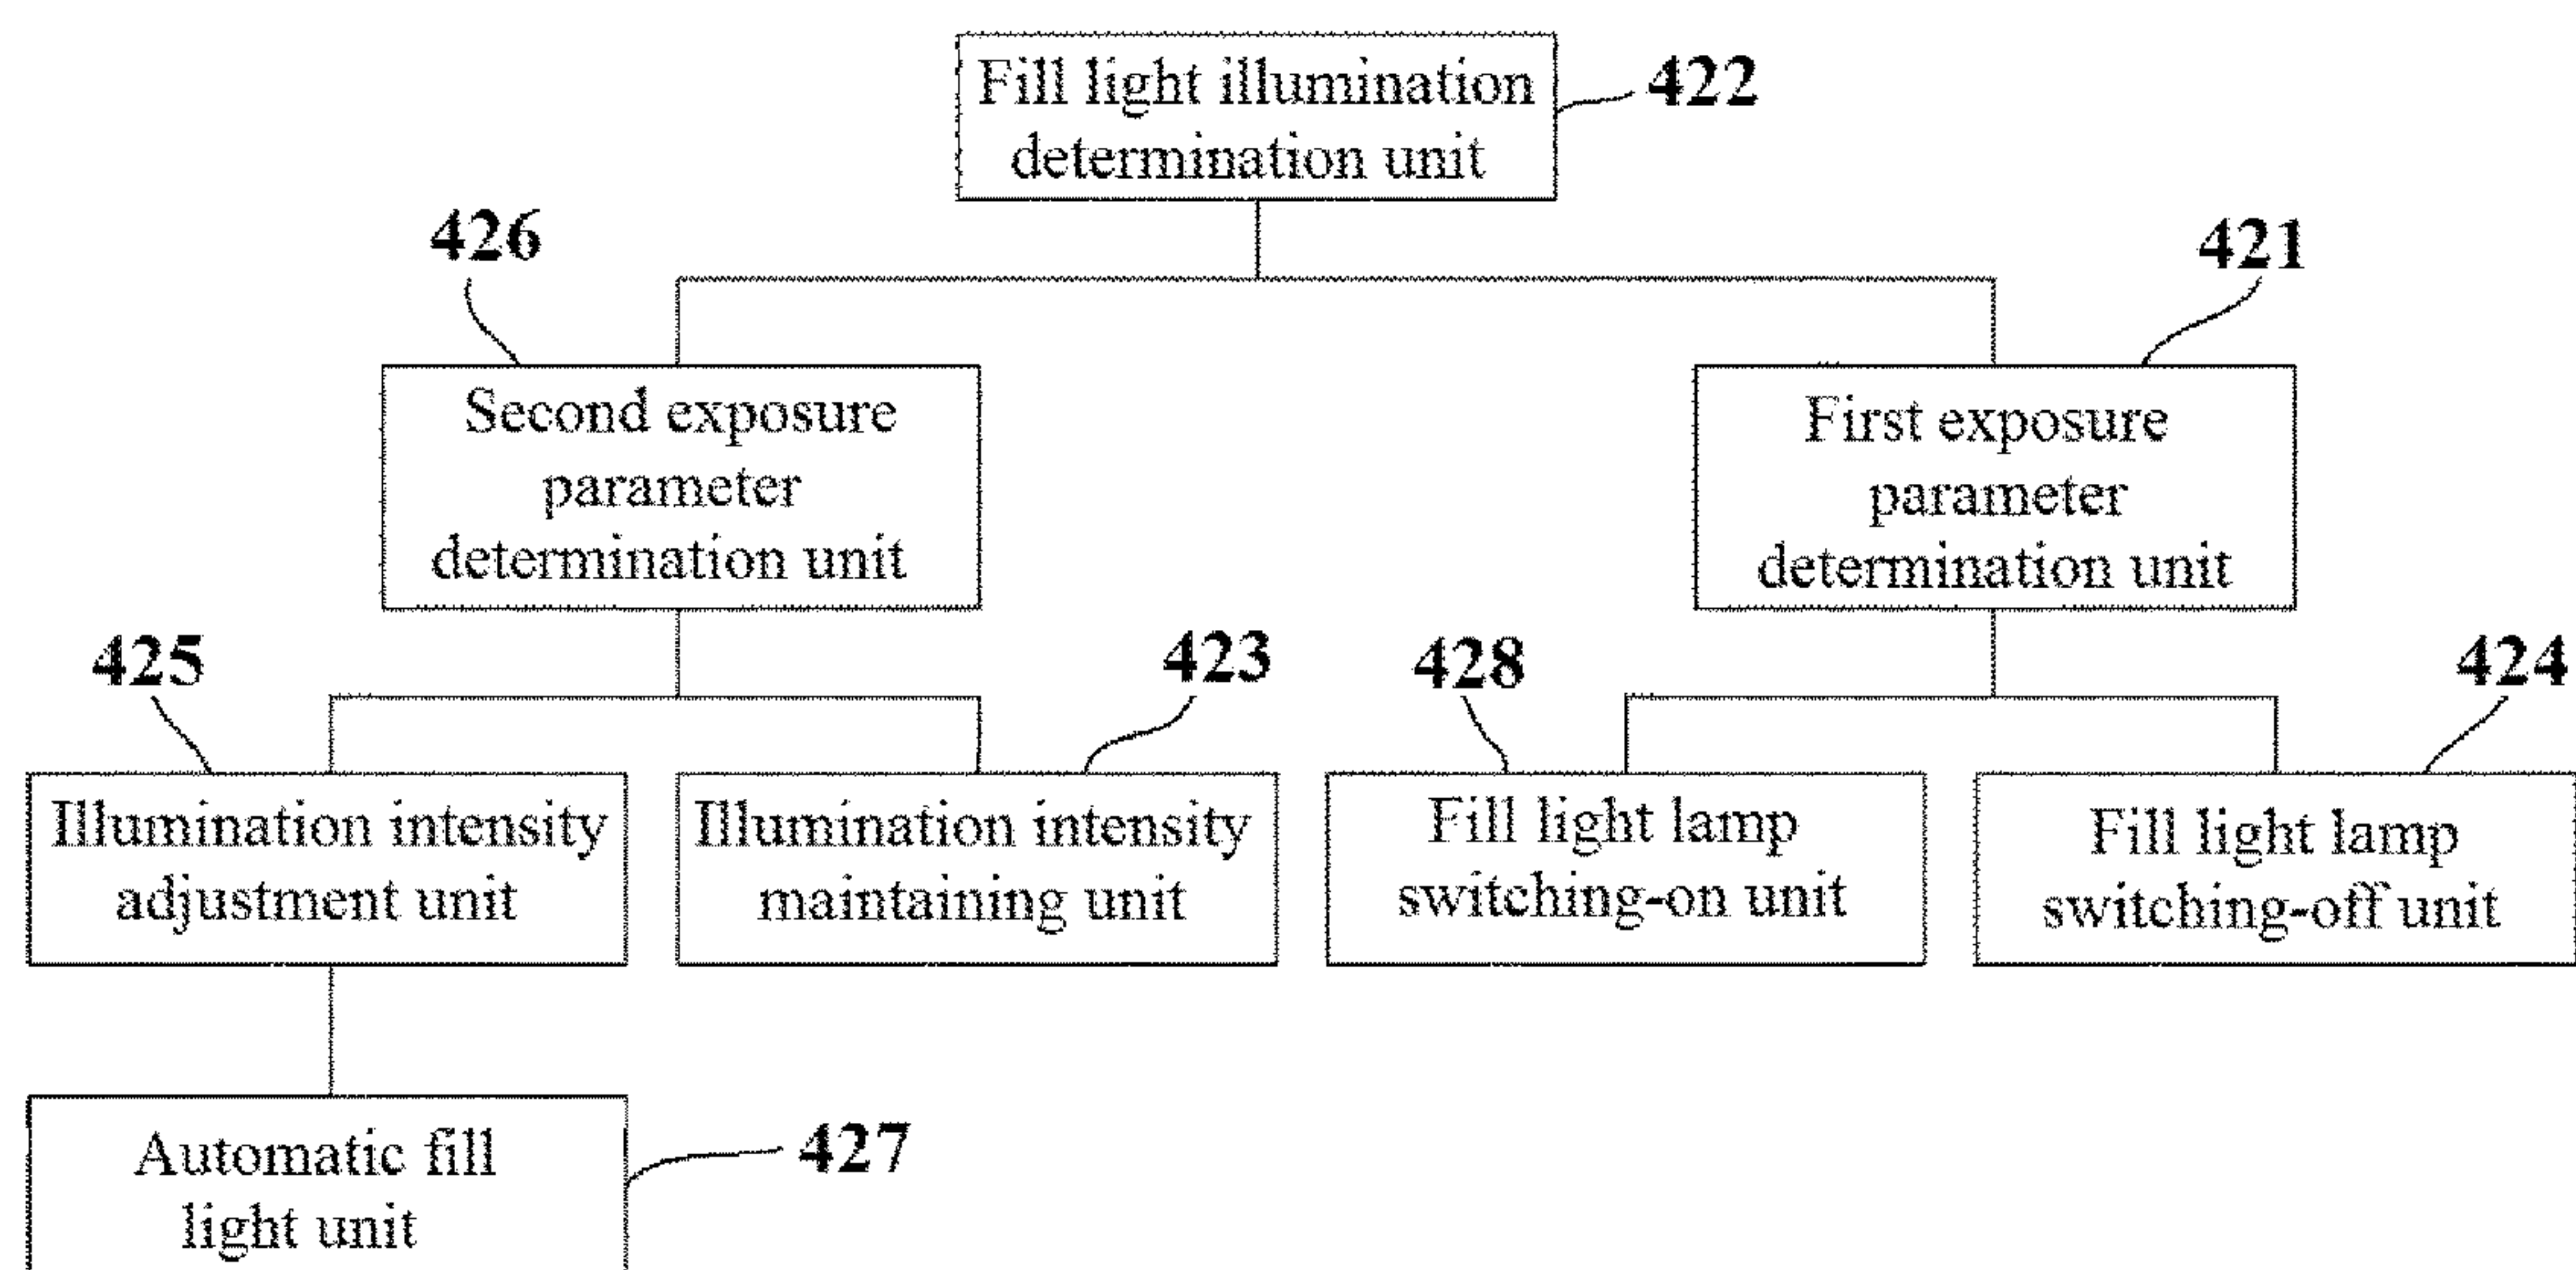 Fill light illumination
determination unit
422
426
421
Second exposure
parameter
determination unit
First exposure
parameter
determination unit
425
423
428
424
Illumination intensity
adjustment unit
Illumination intensity
maintaining unit
Fill light lamp
switching-on unit
Fill light lamp
switching-off unit
Automatic fill
light unit
427